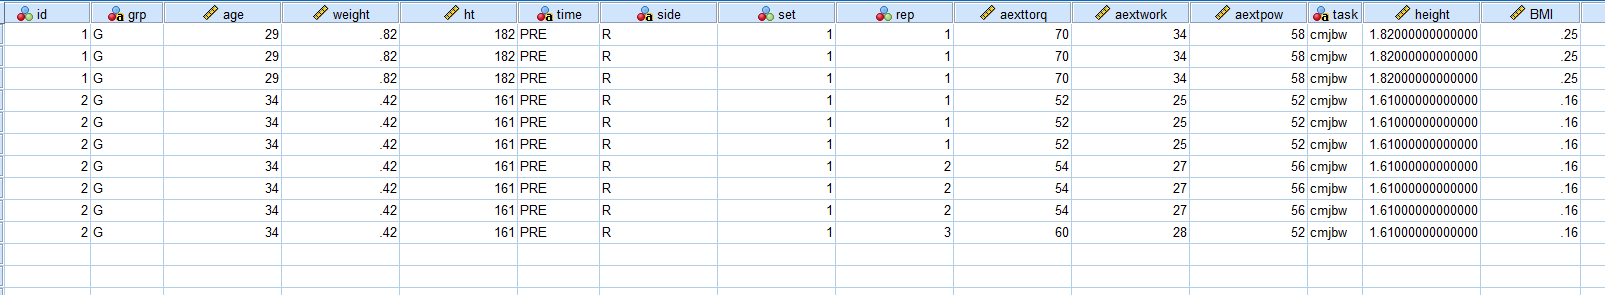 id grp age weight ht time side set rep aexttorq aextwork aextpow task height BMI
1 G 29 .82 182 PRE R 1 1 70 34 58 cmjbw 1.82000000000000 .25
1 G 29 .82 182 PRE R 1 1 70 34 58 cmjbw 1.82000000000000 .25
1 G 29 .82 182 PRE R 1 1 70 34 58 cmjbw 1.82000000000000 .25
2 G 34 .42 161 PRE R 1 1 52 25 52 cmjbw 1.61000000000000 .16
2 G 34 .42 161 PRE R 1 1 52 25 52 cmjbw 1.61000000000000 .16
2 G 34 .42 161 PRE R 1 1 52 25 52 cmjbw 1.61000000000000 .16
2 G 34 .42 161 PRE R 1 2 54 27 56 cmjbw 1.61000000000000 .16
2 G 34 .42 161 PRE R 1 2 54 27 56 cmjbw 1.61000000000000 .16
2 G 34 .42 161 PRE R 1 2 54 27 56 cmjbw 1.61000000000000 .16
2 G 34 .42 161 PRE R 1 3 60 28 52 cmjbw 1.61000000000000 .16